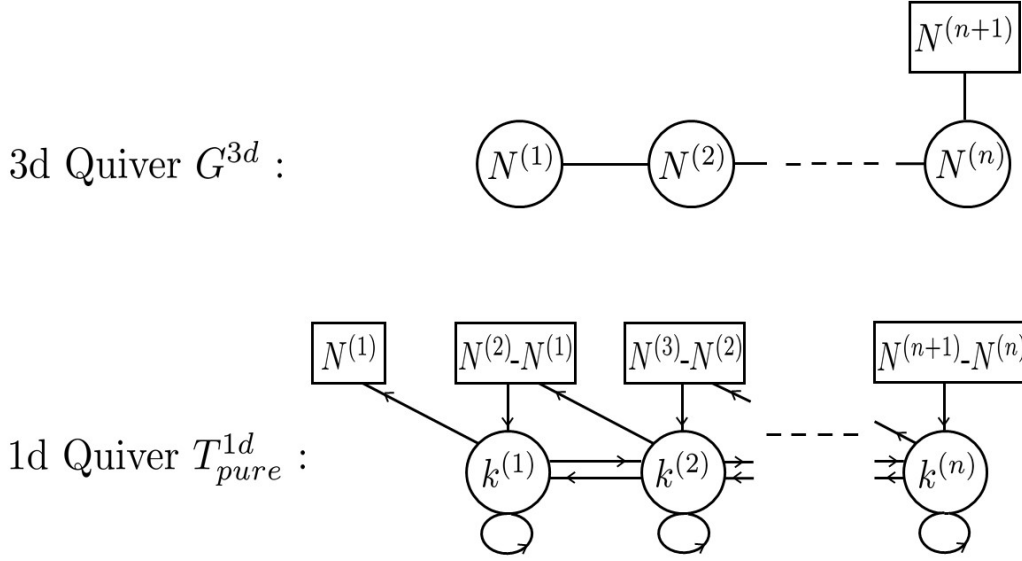 N^{(n+1)}
3d Quiver G^{3d} : N^{(1)} N^{(2)} N^{(n)}
N^{(1)} N^{(2)}-N^{(1)} N^{(3)}-N^{(2)} N^{(n+1)}-N^{(n)}
1d Quiver T^{1d}_{pure} : k^{(1)} k^{(2)} k^{(n)}